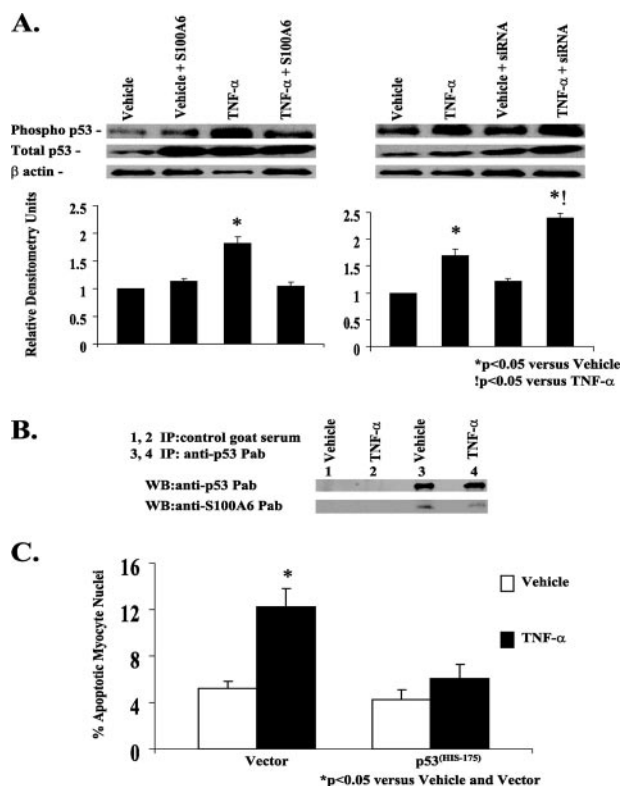 A.
Vehicle
Vehicle + S100A6
TNF-α
TNF-α + S100A6
Vehicle
TNF-α
Vehicle + siRNA
TNF-α + siRNA
Phospho p53 -
Total p53 -
β actin -
Relative Densitometry Units
2
1.5
1
0.5
0
2.5
2
1.5
1
0.5
0
*
*
*!
*p<0.05 versus Vehicle
!p<0.05 versus TNF-α
B.
1, 2 IP:control goat serum
3, 4 IP: anti-p53 Pab
Vehicle
TNF-α
Vehicle
TNF-α
1 2 3 4
WB:anti-p53 Pab
WB:anti-S100A6 Pab
C.
% Apoptotic Myocyte Nuclei
16
12
8
4
0
*
Vehicle
TNF-α
Vector
p53(HIS-175)
*p<0.05 versus Vehicle and Vector